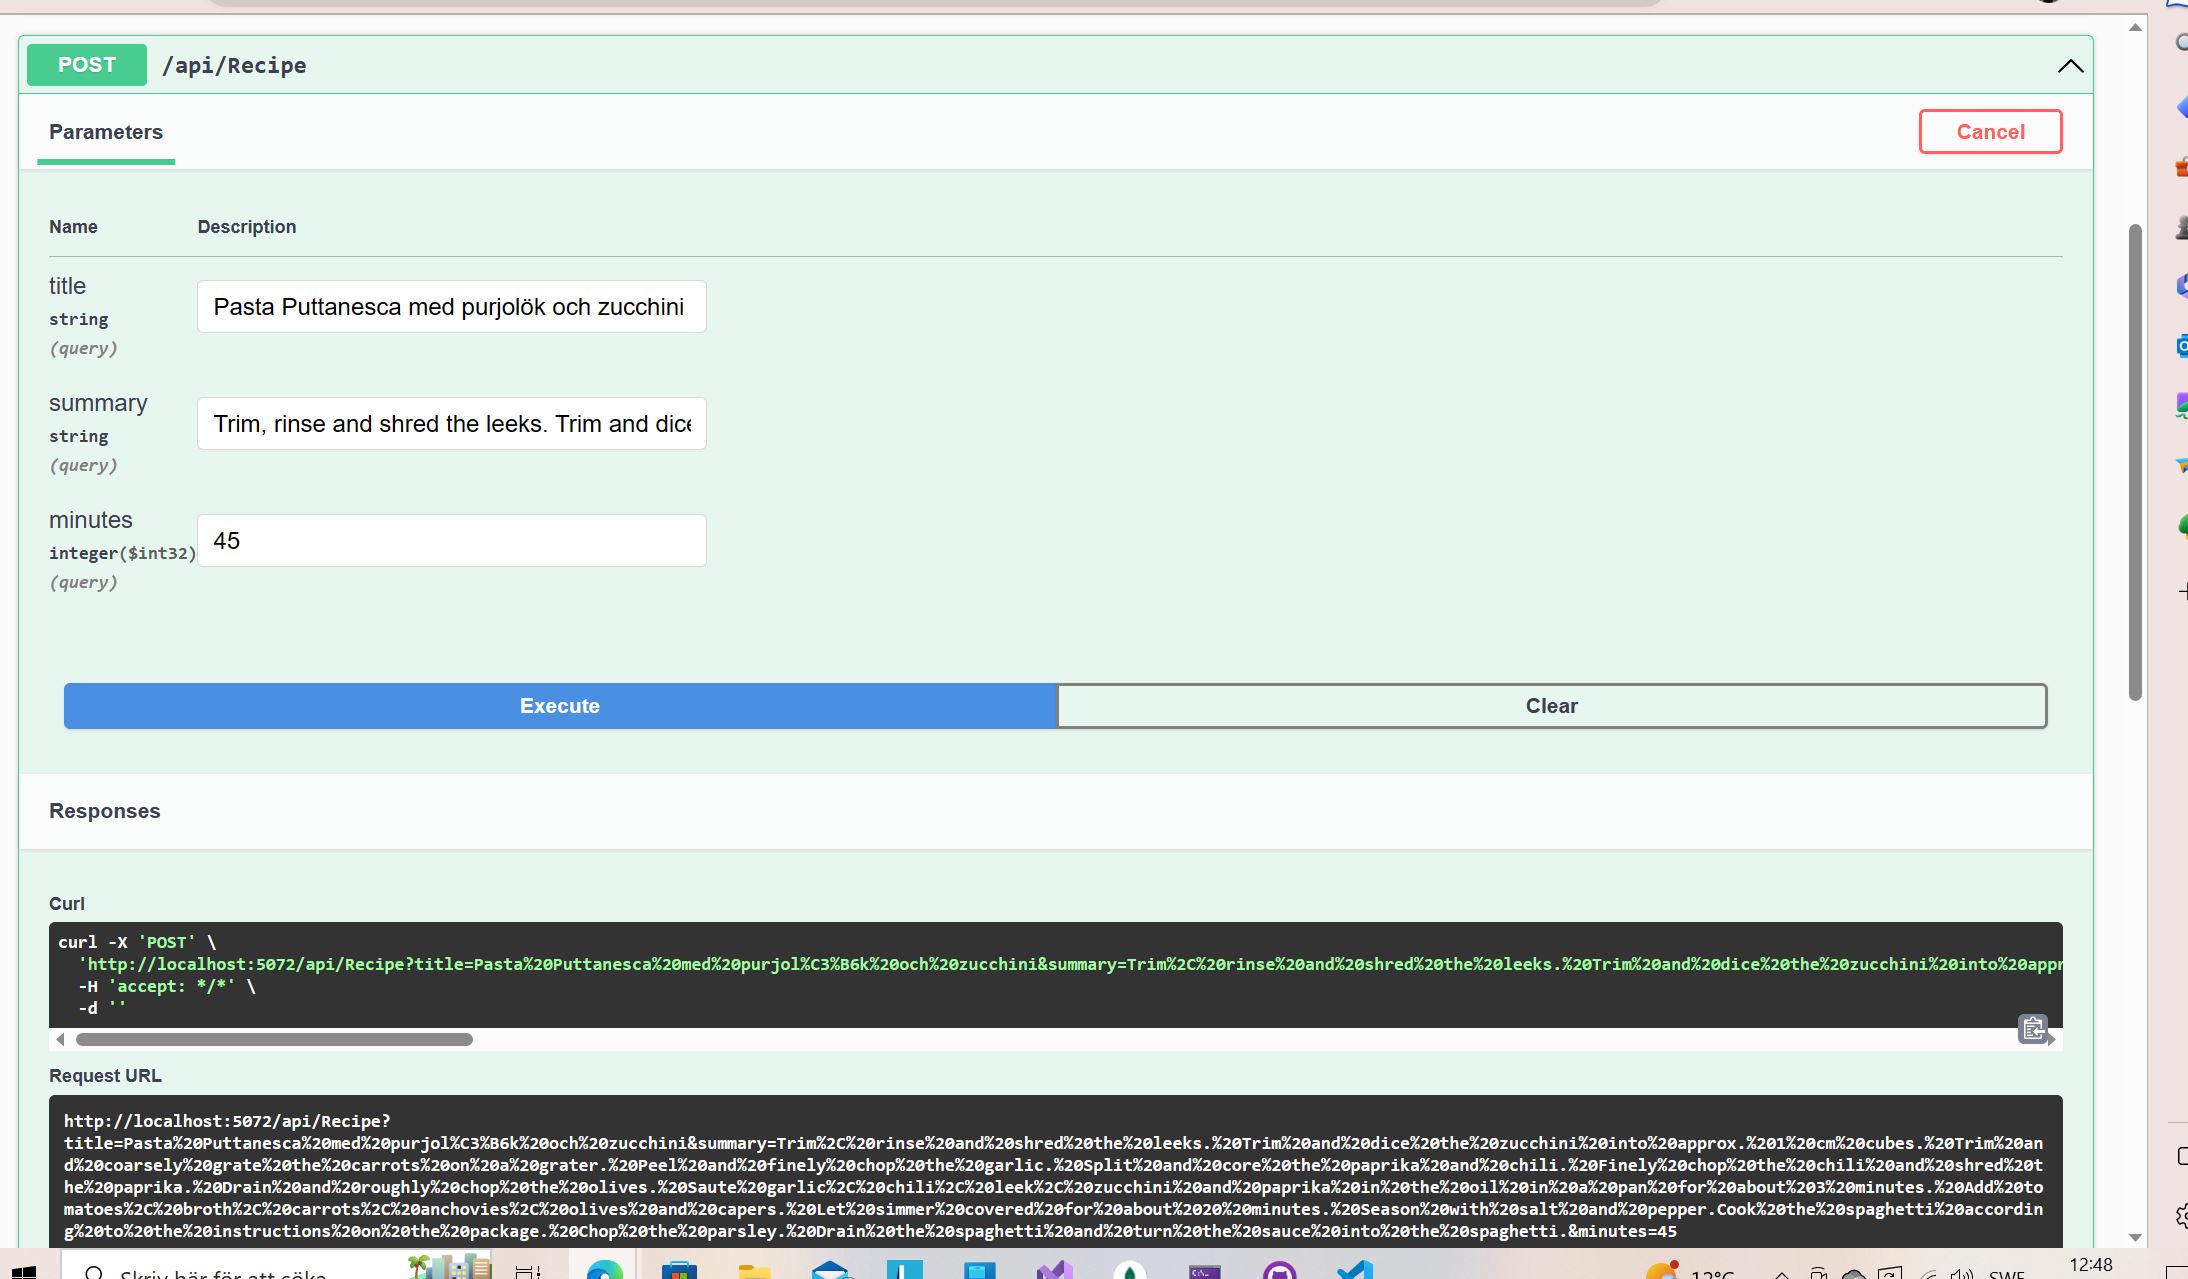 POST /api/Recipe
Parameters
Cancel
Name Description
title
string
(query)
Pasta Puttanesca med purjolök och zucchini
summary
string
(query)
Trim, rinse and shred the leeks. Trim and dice
minutes
integer($int32)
(query)
45
Execute
Clear
Responses
Curl
curl -X 'POST' \
'http://localhost:5072/api/Recipe?title=Pasta%20Puttanesca%20med%20purjol%C3%B6k%20och%20zucchini&summary=Trim%2C%20rinse%20and%20shred%20the%20leeks.%20Trim%20and%20dice%20the%20zucchini%20into%20appr
-H 'accept: */*' \
-d ''
Request URL
http://localhost:5072/api/Recipe?
title=Pasta%20Puttanesca%20med%20purjol%C3%B6k%20och%20zucchini&summary=Trim%2C%20rinse%20and%20shred%20the%20leeks.%20Trim%20and%20dice%20the%20zucchini%20into%20approx.%201%20cm%20cubes.%20Trim%20an
d%20coarsely%20grate%20the%20carrots%20on%20a%20grater.%20Peel%20and%20finely%20chop%20the%20garlic.%20Split%20and%20core%20the%20paprika%20and%20chili.%20Finely%20chop%20the%20chili%20and%20shred%20t
he%20paprika.%20Drain%20and%20roughly%20chop%20the%20olives.%20Saute%20garlic%2C%20chili%2C%20leek%2C%20zucchini%20and%20paprika%20in%20the%20oil%20in%20a%20pan%20for%20about%203%20minutes.%20Add%20to
matoes%2C%20broth%2C%20carrots%2C%20anchovies%2C%20olives%20and%20capers.%20Let%20simmer%20covered%20for%20about%2020%20minutes.%20Season%20with%20salt%20and%20pepper.Cook%20the%20spaghetti%20accordin
g%20to%20the%20instructions%20on%20the%20package.%20Chop%20the%20parsley.%20Drain%20the%20spaghetti%20and%20turn%20the%20sauce%20into%20the%20spaghetti.&minutes=45
Skriv här för att söka
12°C
SWE
12:48